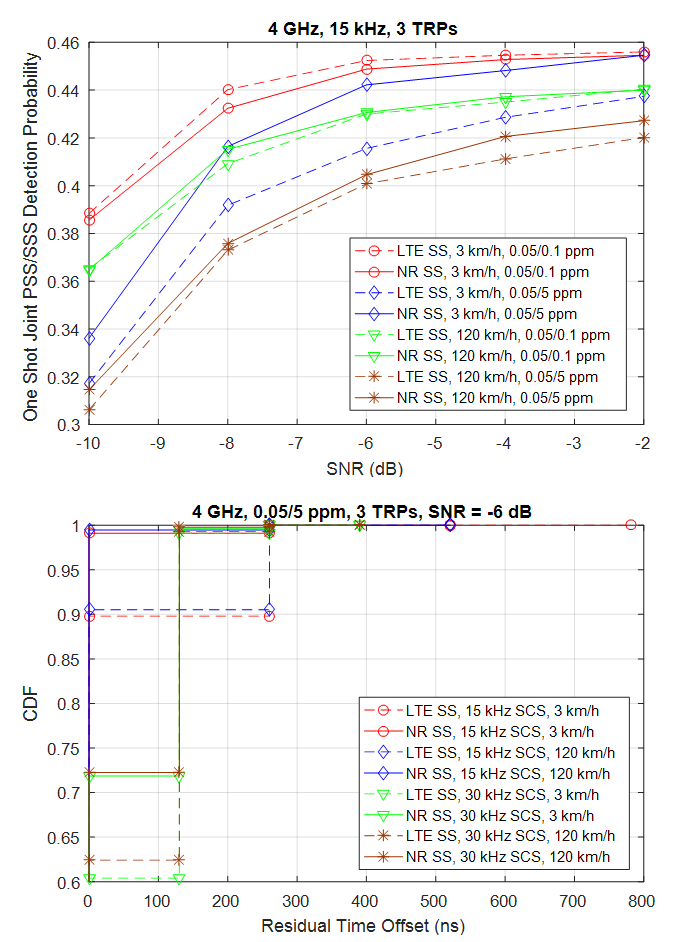 4 GHz, 15 kHz, 3 TRPs
One Shot Joint PSS/SSS Detection Probability
0.46
0.44
0.42
0.4
0.38
0.36
0.34
0.32
0.3
LTE SS, 3 km/h, 0.05/0.1 ppm
NR SS, 3 km/h, 0.05/0.1 ppm
LTE SS, 3 km/h, 0.05/5 ppm
NR SS, 3 km/h, 0.05/5 ppm
LTE SS, 120 km/h, 0.05/0.1 ppm
NR SS, 120 km/h, 0.05/0.1 ppm
LTE SS, 120 km/h, 0.05/5 ppm
NR SS, 120 km/h, 0.05/5 ppm
-10 -9 -8 -7 -6 -5 -4 -3 -2
SNR (dB)
4 GHz, 0.05/5 ppm, 3 TRPs, SNR = -6 dB
CDF
1
0.95
0.9
0.85
0.8
0.75
0.7
0.65
0.6
LTE SS, 15 kHz SCS, 3 km/h
NR SS, 15 kHz SCS, 3 km/h
LTE SS, 15 kHz SCS, 120 km/h
NR SS, 15 kHz SCS, 120 km/h
LTE SS, 30 kHz SCS, 3 km/h
NR SS, 30 kHz SCS, 3 km/h
LTE SS, 30 kHz SCS, 120 km/h
NR SS, 30 kHz SCS, 120 km/h
0 100 200 300 400 500 600 700 800
Residual Time Offset (ns)